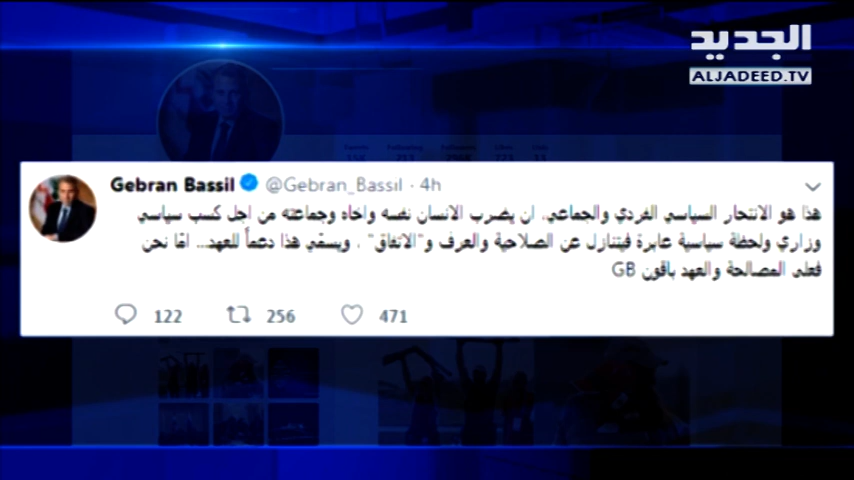 الجديد
ALJADEED.TV
Gebran Bassil @Gebran_Bassil · 4h
هذا هو الانتحار السياسي الفردي والجماعي، ان يضرب الانسان نفسه واخاه وجماعته من اجل كسب سياسي
وزاري ولحظة سياسية عابرة فيتنازل عن الصلاحية والعرف و"الاتفاق" ، ويسمّي هذا دعماً للعهد... امّا نحن
فعلى المصالحة والعهد باقون GB
122 256 471